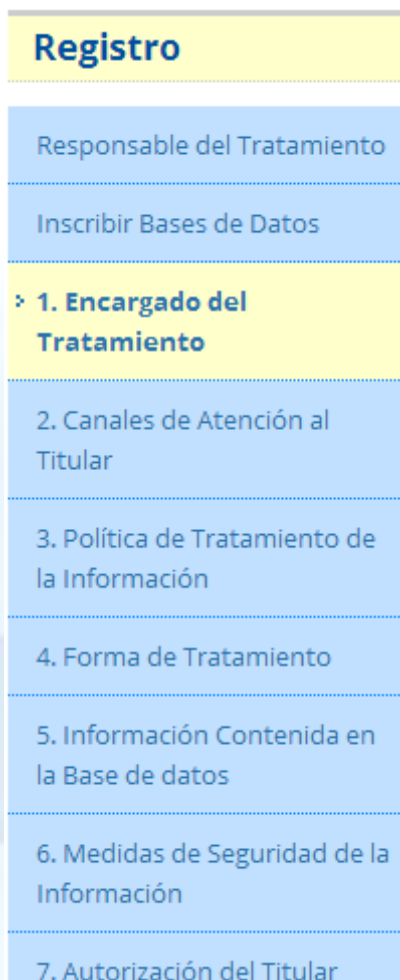 Registro
Responsable del Tratamiento
Inscribir Bases de Datos
1. Encargado del
Tratamiento
2. Canales de Atención al
Titular
3. Política de Tratamiento de
la Información
4. Forma de Tratamiento
5. Información Contenida en
la Base de datos
6. Medidas de Seguridad de la
Información
7. Autorización del Titular